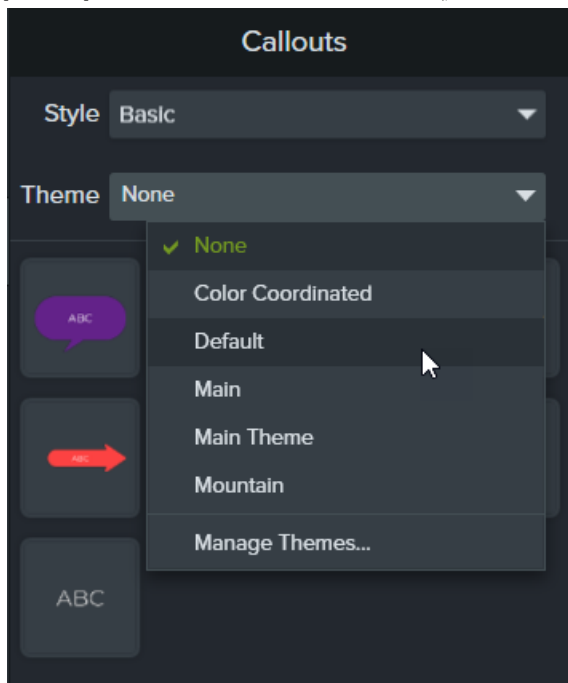 Callouts
Style Basic
Theme None
None
Color Coordinated
ABC
Default
Main
Main Theme
ABC
Mountain
Manage Themes...
ABC